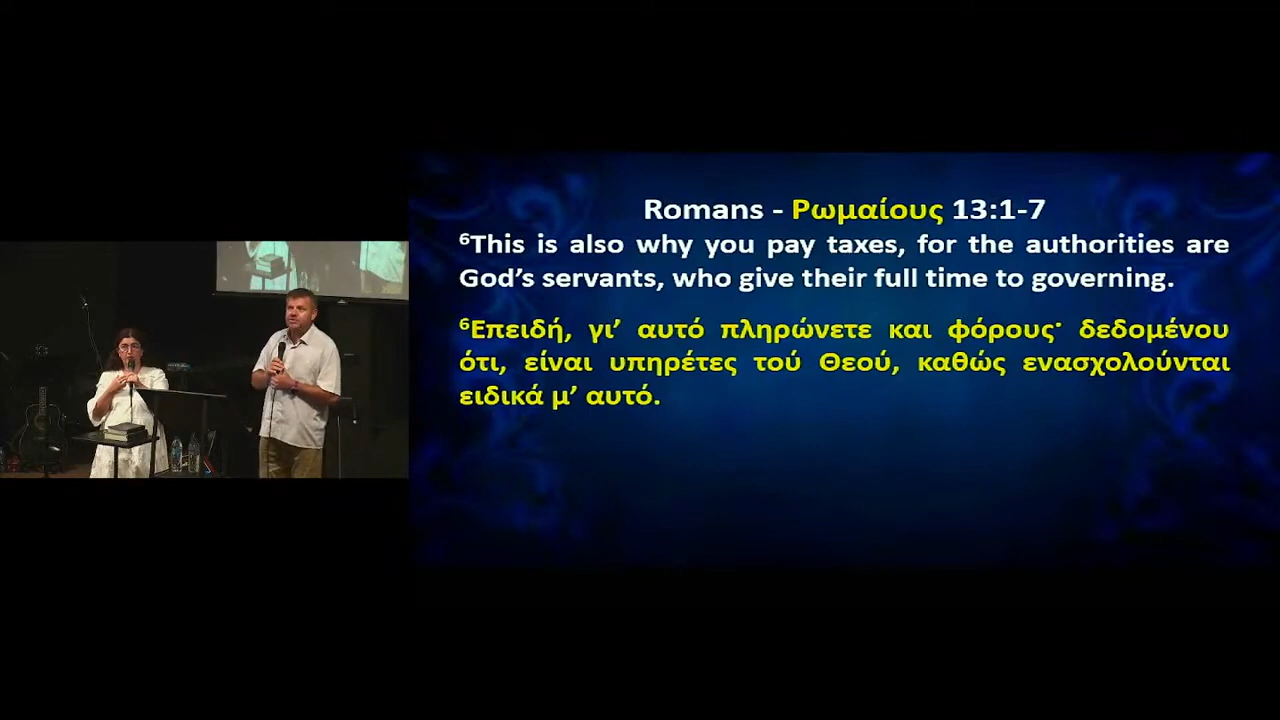 Romans - Ρωμαίους 13:1-7
⁶This is also why you pay taxes, for the authorities are
God’s servants, who give their full time to governing.
⁶Επειδή, γι’ αυτό πληρώνετε και φόρους· δεδομένου
ότι, είναι υπηρέτες τού Θεού, καθώς ενασχολούνται
ειδικά μ’ αυτό.